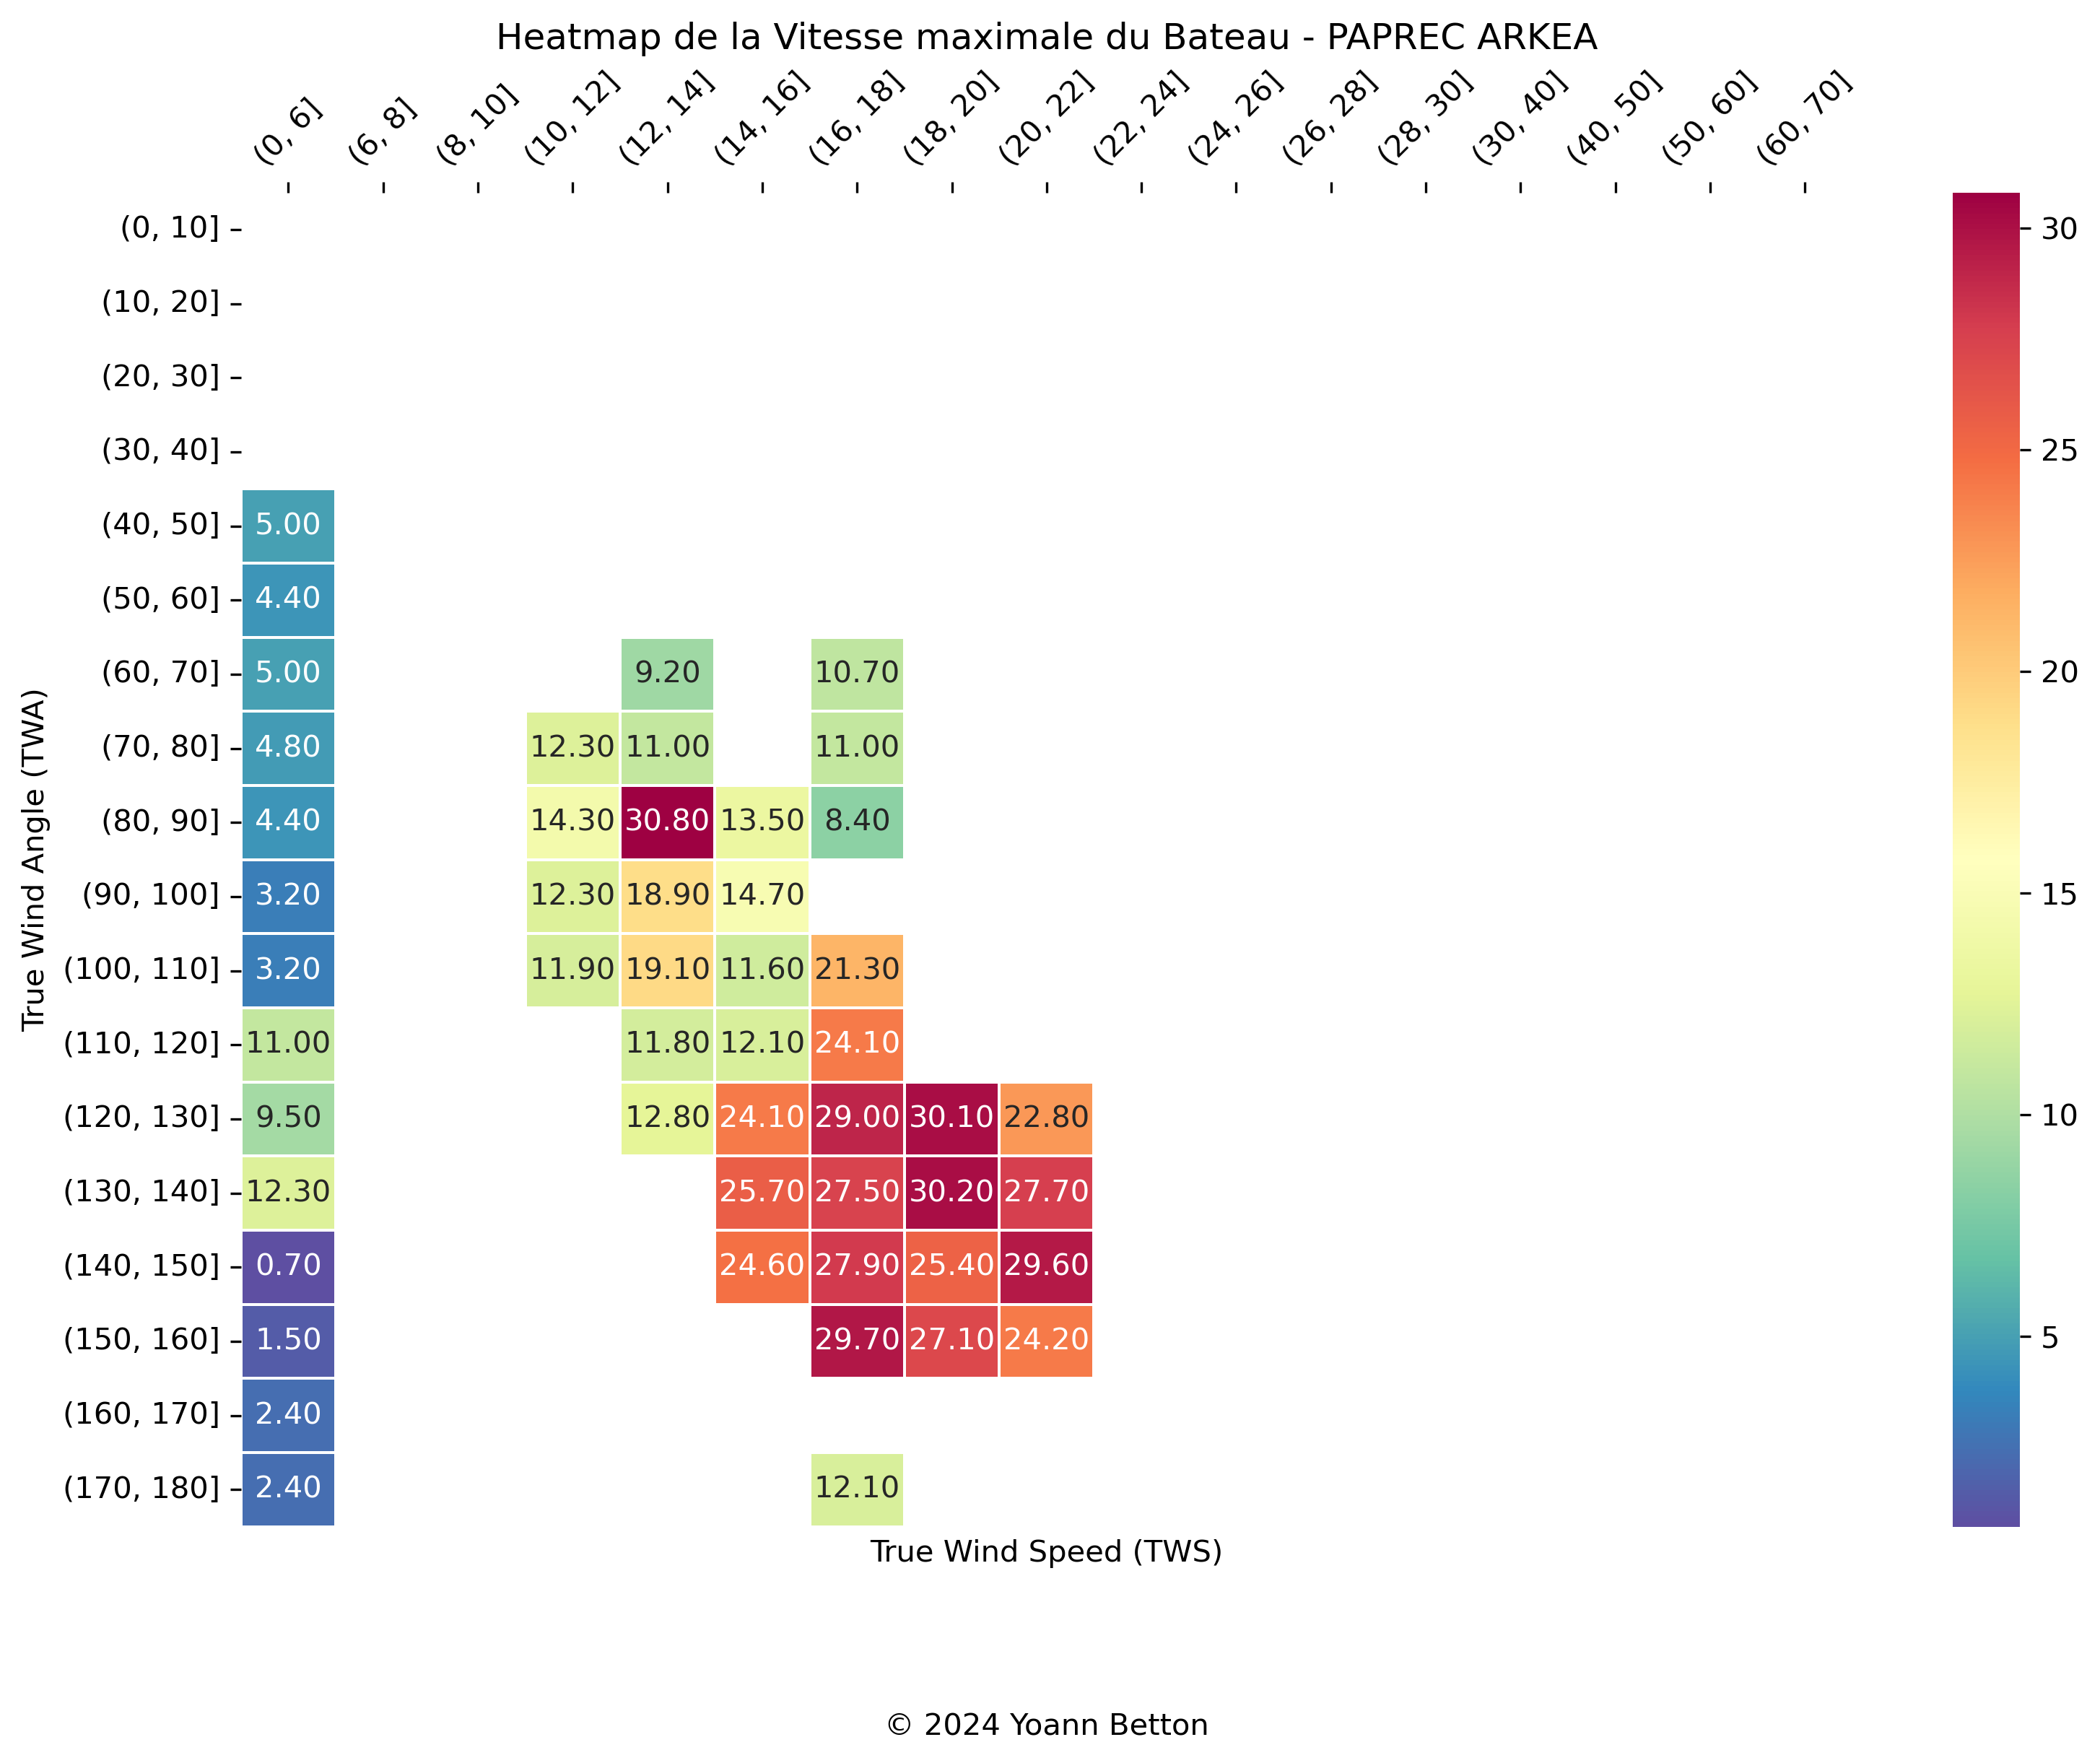 Heatmap de la Vitesse maximale du Bateau - PAPREC ARKEA
(0, 6] (6, 8] (8, 10] (10, 12] (12, 14] (14, 16] (16, 18] (18, 20] (20, 22] (22, 24] (24, 26] (26, 28] (28, 30] (30, 40] (40, 50] (50, 60] (60, 70]
(0, 10]
(10, 20]
(20, 30]
(30, 40]
(40, 50] 5.00
(50, 60] 4.40
(60, 70] 5.00 9.20 10.70
(70, 80] 4.80 12.30 11.00 11.00
(80, 90] 4.40 14.30 30.80 13.50 8.40
(90, 100] 3.20 12.30 18.90 14.70
(100, 110] 3.20 11.90 19.10 11.60 21.30
(110, 120] 11.00 11.80 12.10 24.10
(120, 130] 9.50 12.80 24.10 29.00 30.10 22.80
(130, 140] 12.30 25.70 27.50 30.20 27.70
(140, 150] 0.70 24.60 27.90 25.40 29.60
(150, 160] 1.50 29.70 27.10 24.20
(160, 170] 2.40
(170, 180] 2.40 12.10
True Wind Angle (TWA)
True Wind Speed (TWS)
30
25
20
15
10
5
© 2024 Yoann Betton